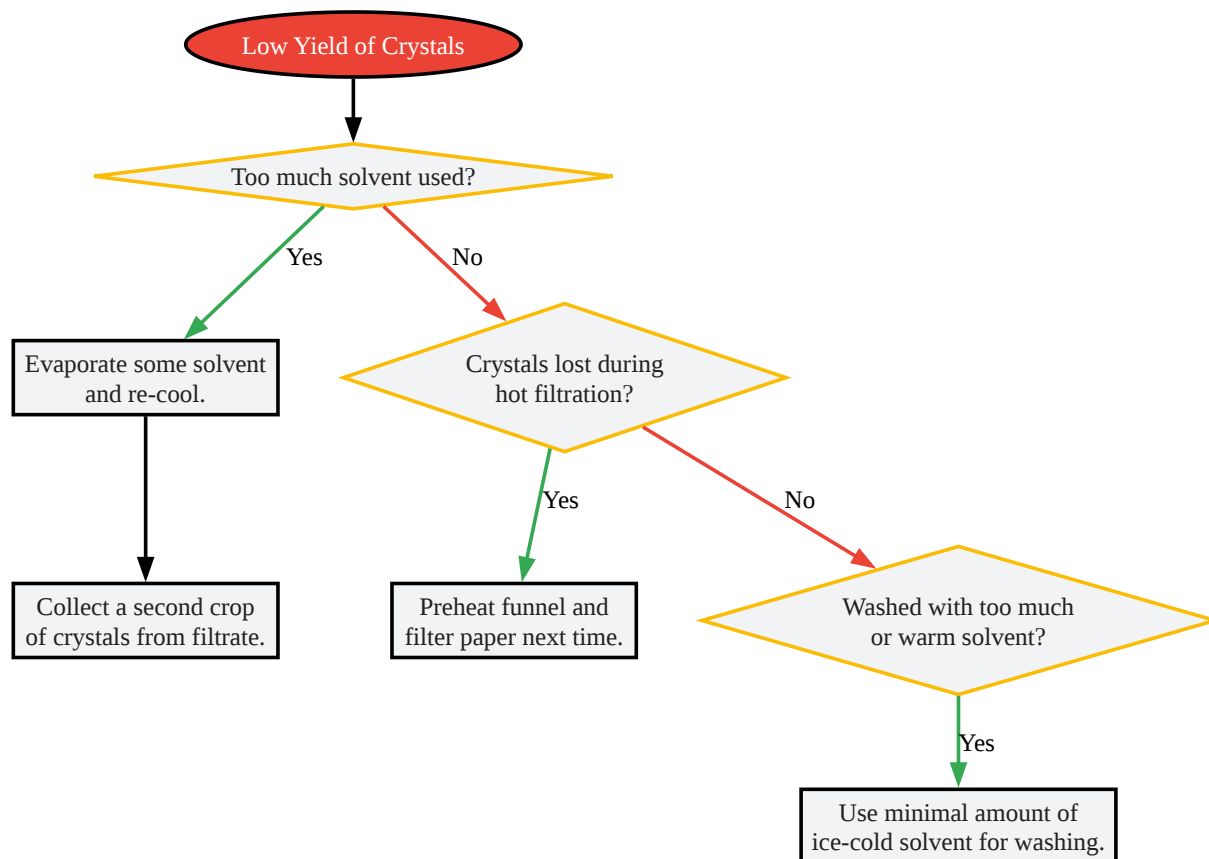 Low Yield of Crystals
Too much solvent used?
Yes
No
Evaporate some solvent
and re-cool.
Crystals lost during
hot filtration?
Yes
No
Collect a second crop
of crystals from filtrate.
Preheat funnel and
filter paper next time.
Washed with too much
or warm solvent?
Yes
Use minimal amount of
ice-cold solvent for washing.